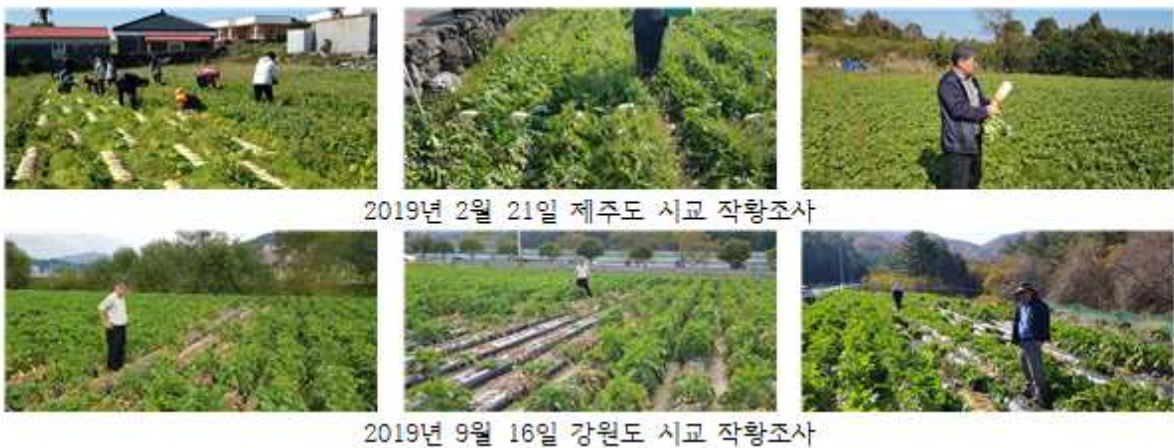 2019년 2월 21일 제주도 시교 작황조사
2019년 9월 16일 강원도 시교 작황조사